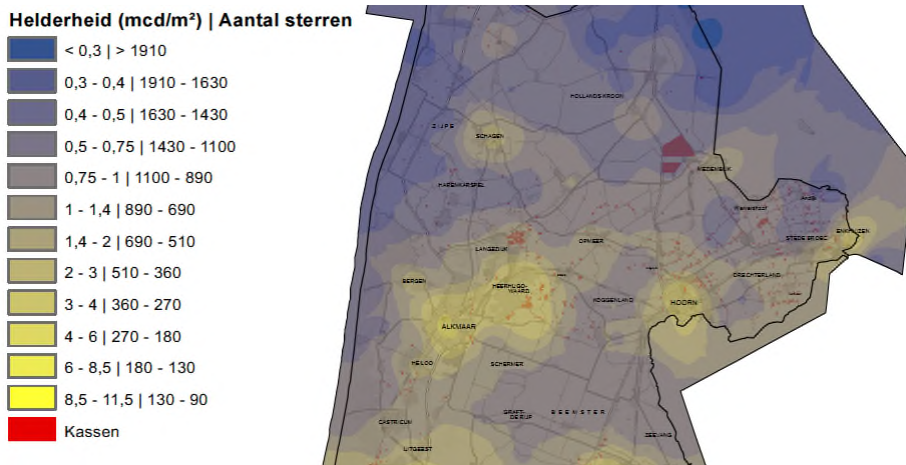 Helderheid (mcd/m²) | Aantal sterren
< 0,3 | > 1910
0,3 - 0,4 | 1910 - 1630
0,4 - 0,5 | 1630 - 1430
0,5 - 0,75 | 1430 - 1100
0,75 - 1 | 1100 - 890
1 - 1,4 | 890 - 690
1,4 - 2 | 690 - 510
2 - 3 | 510 - 360
3 - 4 | 360 - 270
4 - 6 | 270 - 180
6 - 8,5 | 180 - 130
8,5 - 11,5 | 130 - 90
Kassen
HOLLANDS KROON
ZIJPE
SCHAGEN
MEDEMBLIK
HARENKARSPEL
Andijk
Wervershoof
STEDE BROEC
ENKHUIZEN
LANGEDIJK
OPMEER
DRECHTERLAND
BERGEN
HEERHUGO-
WAARD
KOGGENLAND
HOORN
ALKMAAR
HEILOO
SCHERMER
GRAFT-
DE RIJP
BEEMSTER
CASTRICUM
ZEEVANG
UITGEEST